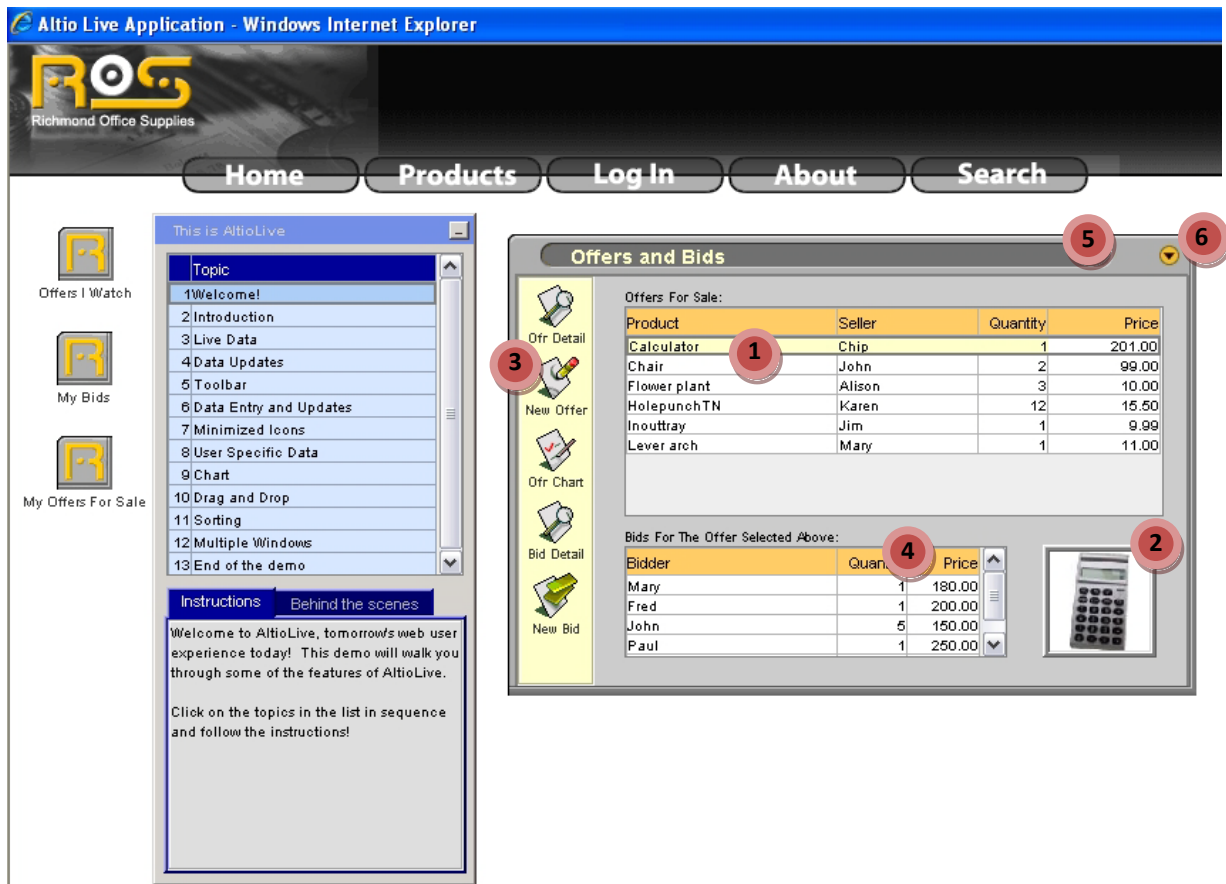 Altio Live Application - Windows Internet Explorer
ROS
Richmond Office Supplies
Home Products Log In About Search
Offers I Watch
My Bids
My Offers For Sale
This is AltioLive
Topic
1 Welcome!
2 Introduction
3 Live Data
4 Data Updates
5 Toolbar
6 Data Entry and Updates
7 Minimized Icons
8 User Specific Data
9 Chart
10 Drag and Drop
11 Sorting
12 Multiple Windows
13 End of the demo
Instructions Behind the scenes
Welcome to AltioLive, tomorrow's web user
experience today! This demo will walk you
through some of the features of AltioLive.
Click on the topics in the list in sequence
and follow the instructions!
Offers and Bids
5
6
Ofr Detail
3
New Offer
Ofr Chart
Bid Detail
New Bid
Offers For Sale:
Product Seller Quantity Price
Calculator 1 Chip 1 201.00
Chair John 2 99.00
Flower plant Alison 3 10.00
HolepunchTN Karen 12 15.50
Inouttray Jim 1 9.99
Lever arch Mary 1 11.00
Bids For The Offer Selected Above:
4
2
Bidder Quan Price
Mary 1 180.00
Fred 1 200.00
John 5 150.00
Paul 1 250.00